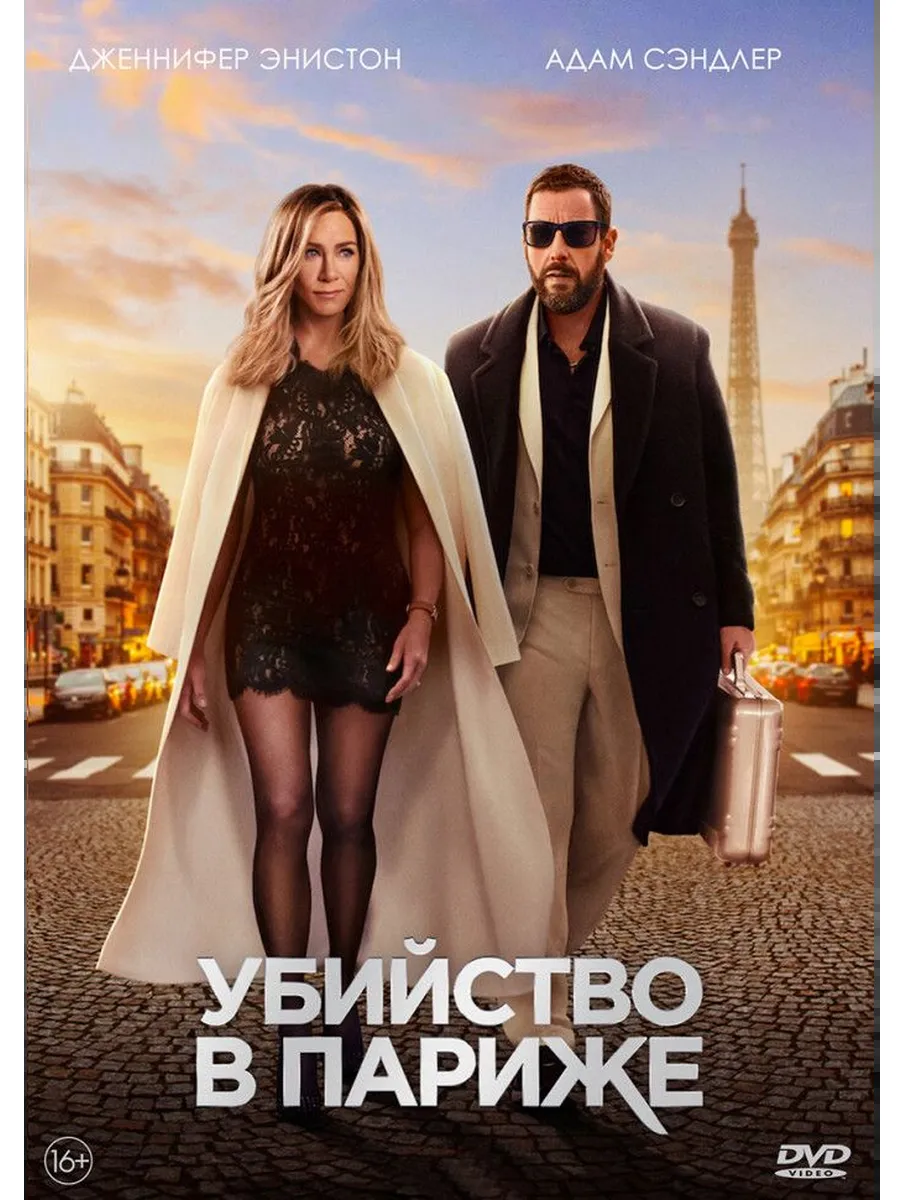 ДЖЕННИФЕР ЭНИСТОН АДАМ СЭНДЛЕР
УБИЙСТВО
В ПАРИЖЕ
16+
DVD
VIDEO